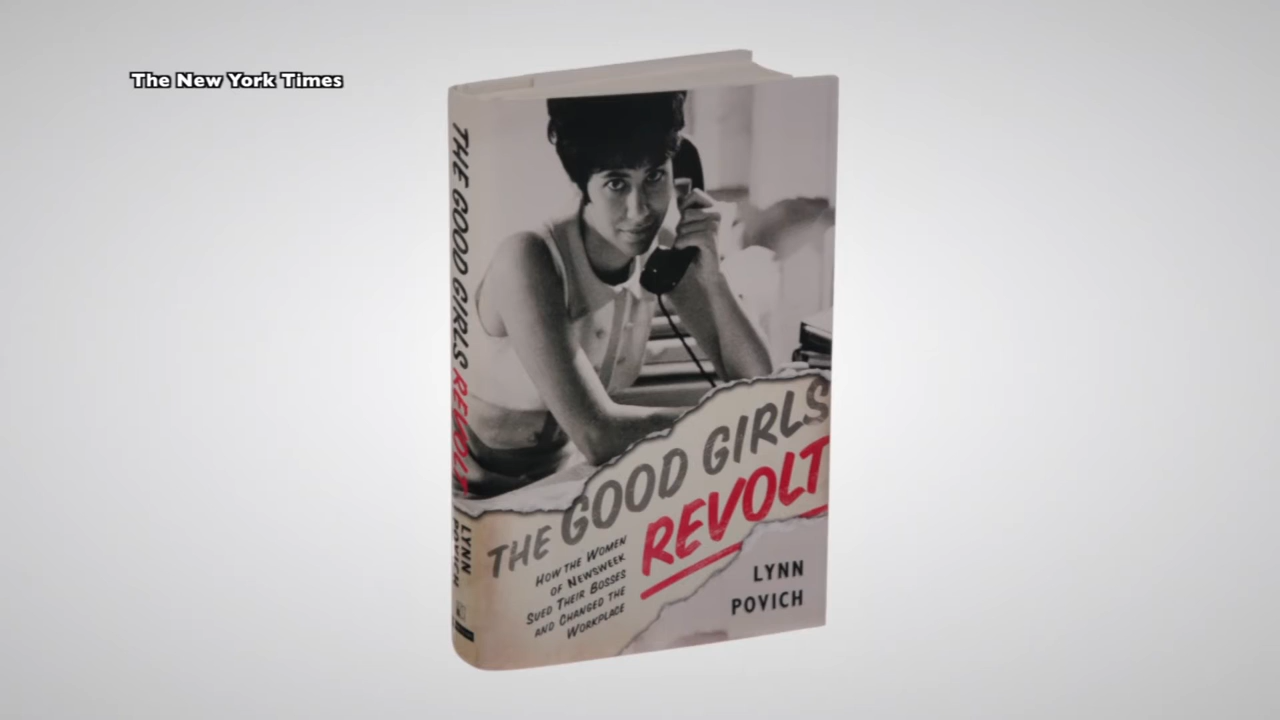 The New York Times
THE GOOD GIRLS REVOLT
LYNN
POVICH
THE GOOD GIRLS
REVOLT
HOW THE WOMEN
OF NEWSWEEK
SUED THEIR BOSSES
AND CHANGED THE
WORKPLACE
LYNN
POVICH